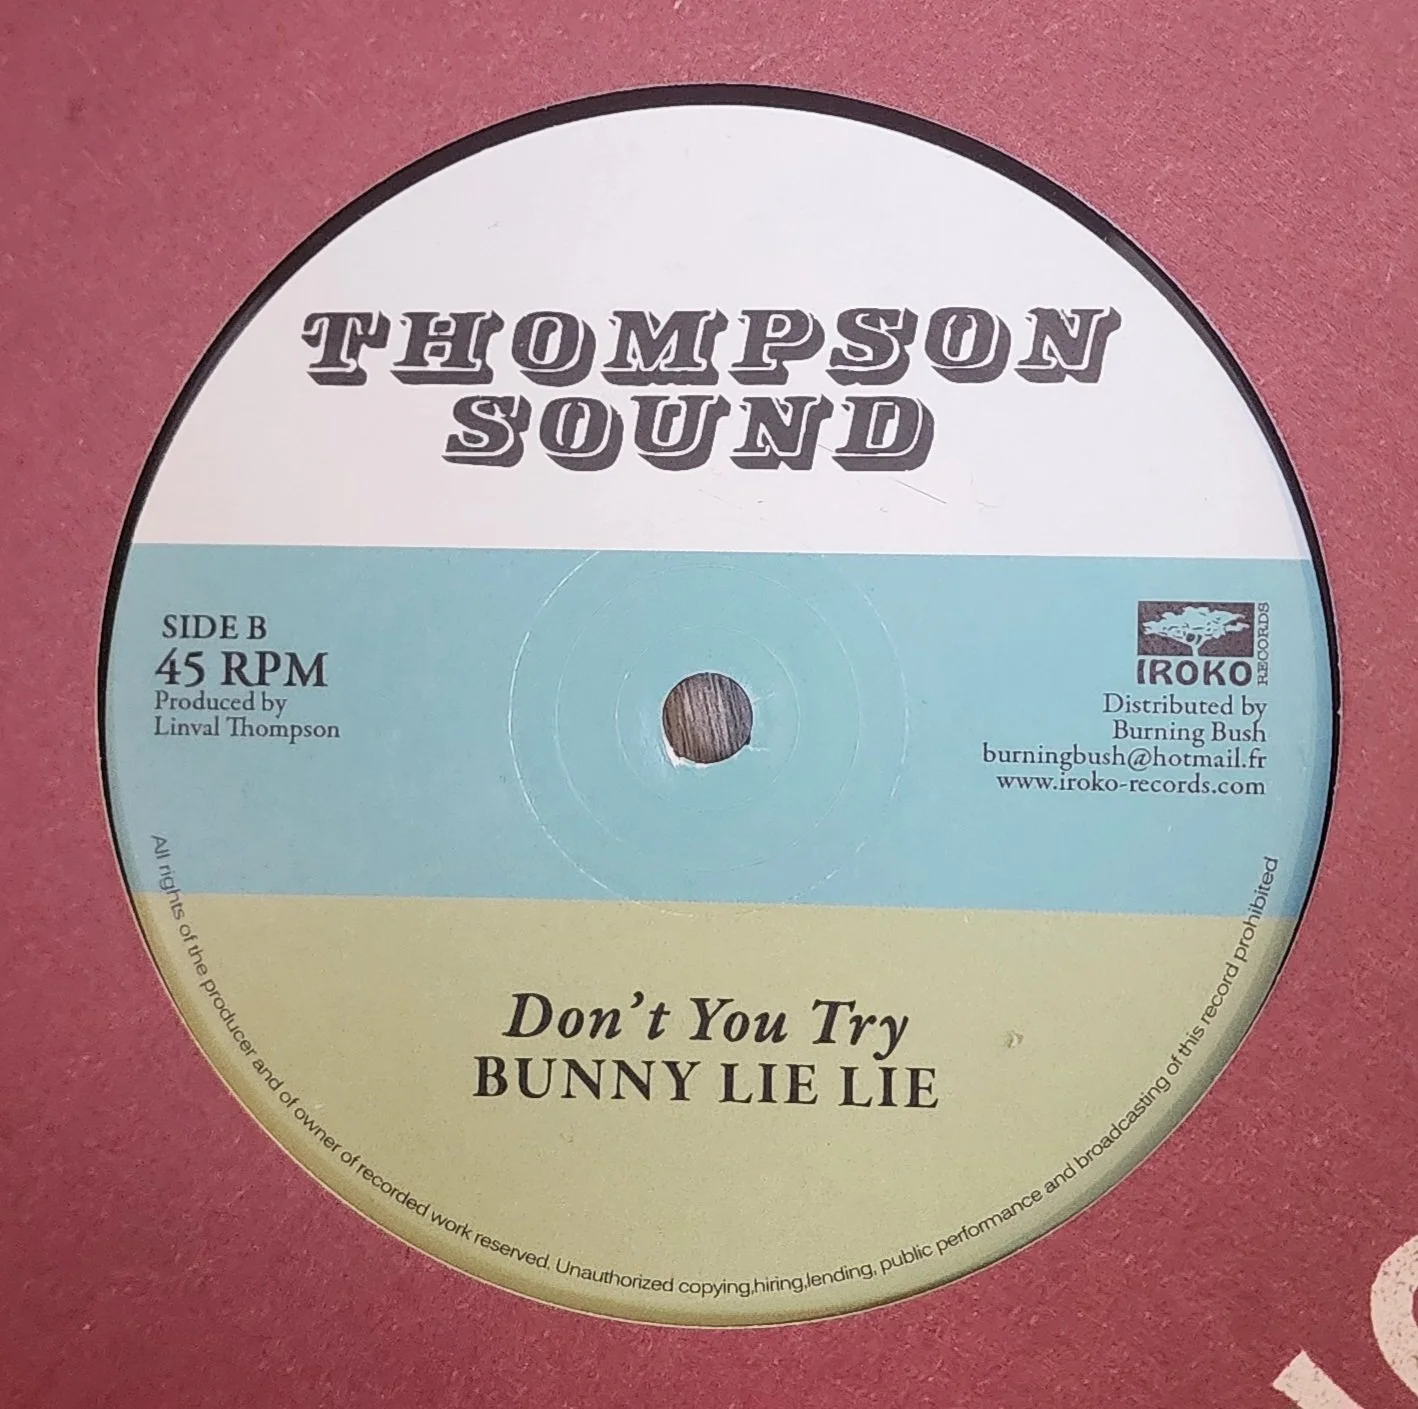 THOMPSON
SOUND
SIDE B
45 RPM
Produced by
Linval Thompson
IROKO
RECORDS
Distributed by
Burning Bush
burningbush@hotmail.fr
www.iroko-records.com
Don't You Try
BUNNY LIE LIE
All rights of the producer and of owner of recorded work reserved. Unauthorized copying,hiring,lending, public performance and broadcasting of this record prohibited